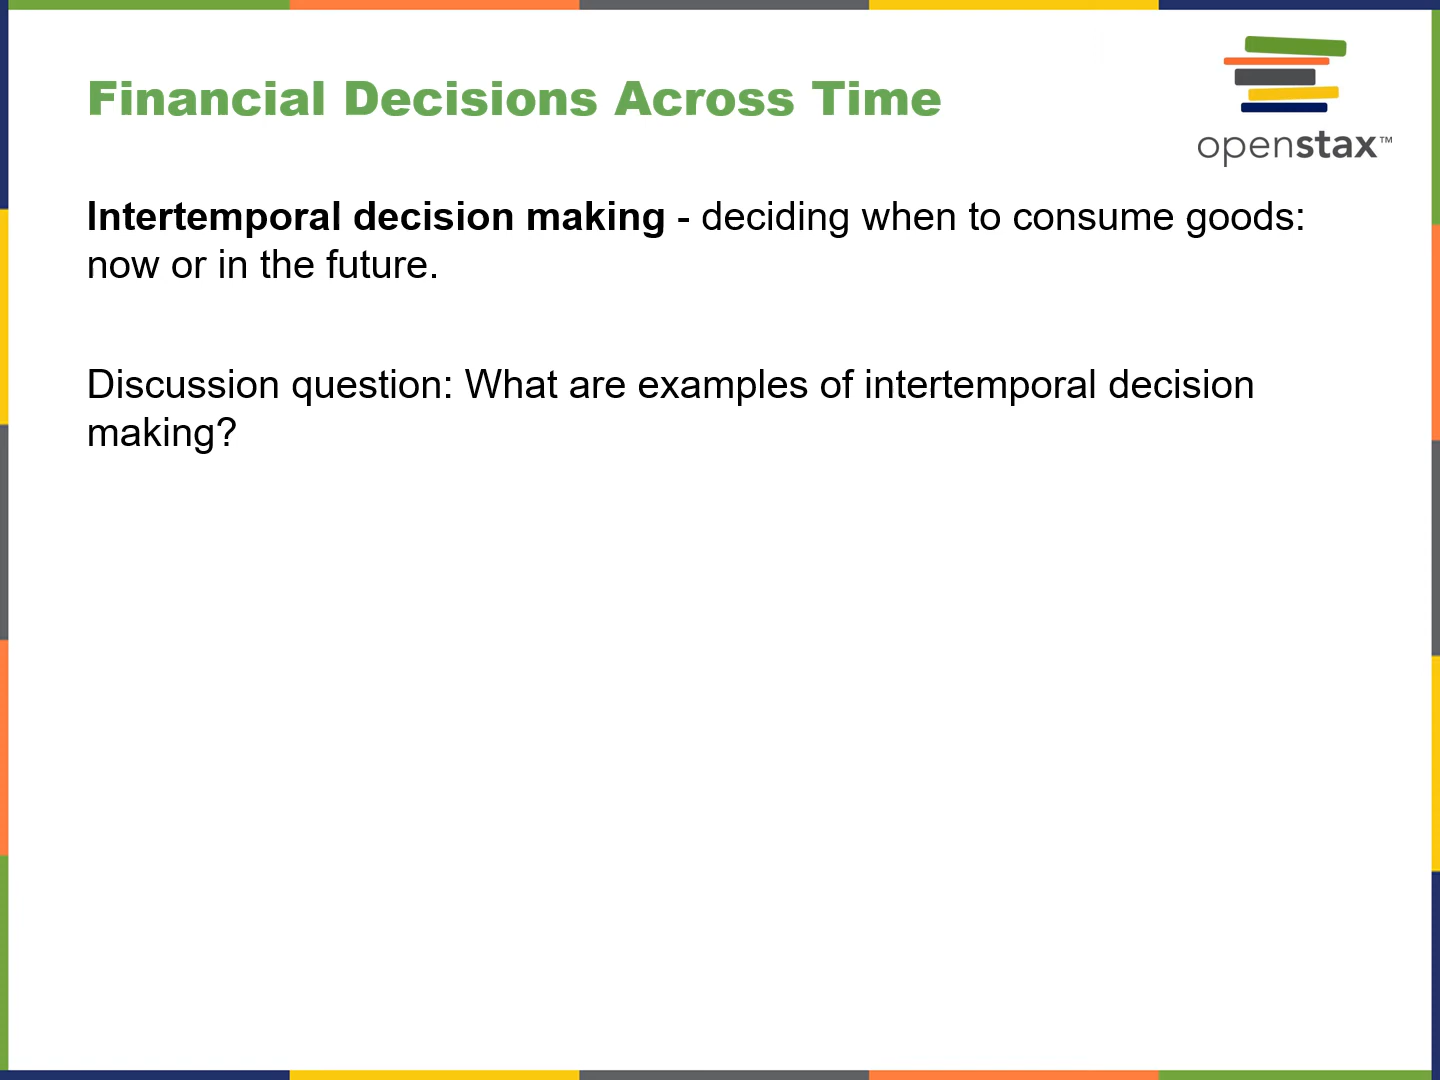 Financial Decisions Across Time
openstax™
Intertemporal decision making - deciding when to consume goods:
now or in the future.
Discussion question: What are examples of intertemporal decision
making?